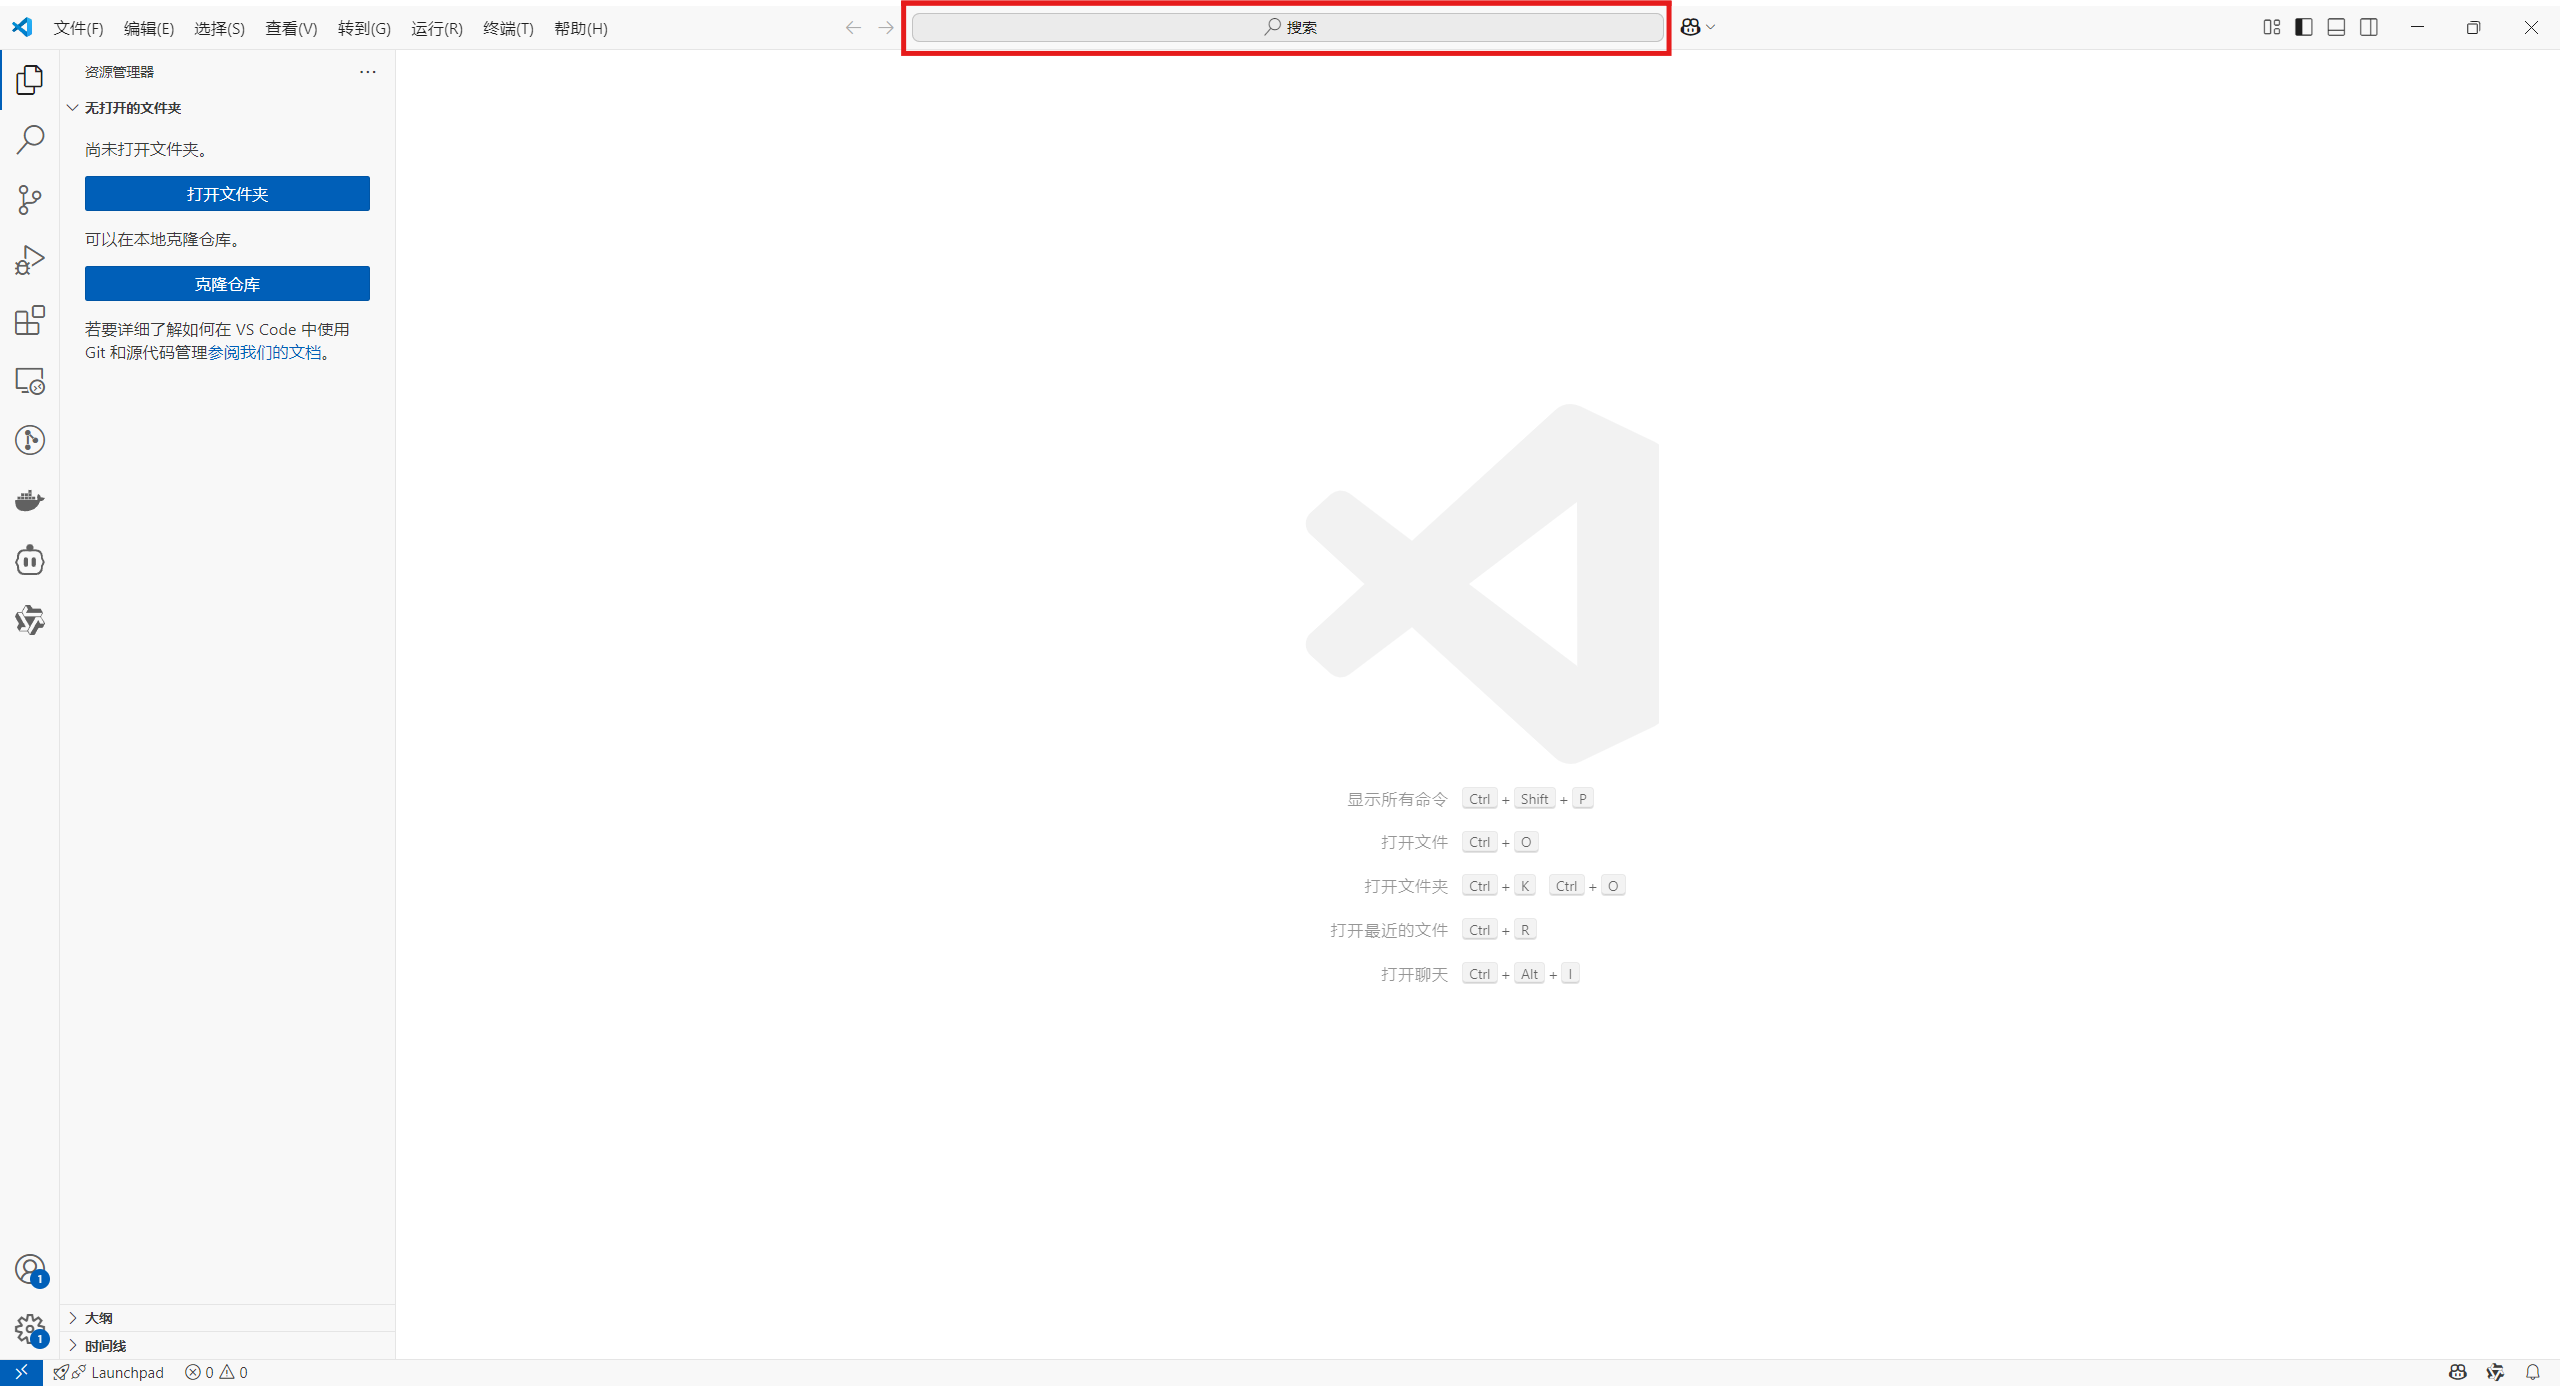 文件(F) 编辑(E) 选择(S) 查看(V) 转到(G) 运行(R) 终端(T) 帮助(H) 搜索
资源管理器
无打开的文件夹
尚未打开文件夹。
打开文件夹
可以在本地克隆仓库。
克隆仓库
若要详细了解如何在 VS Code 中使用
Git 和源代码管理参阅我们的文档。
显示所有命令 Ctrl + Shift + P
打开文件 Ctrl + O
打开文件夹 Ctrl + K Ctrl + O
打开最近的文件 Ctrl + R
打开聊天 Ctrl + Alt + I
1
1
大纲
时间线
Launchpad 0 0